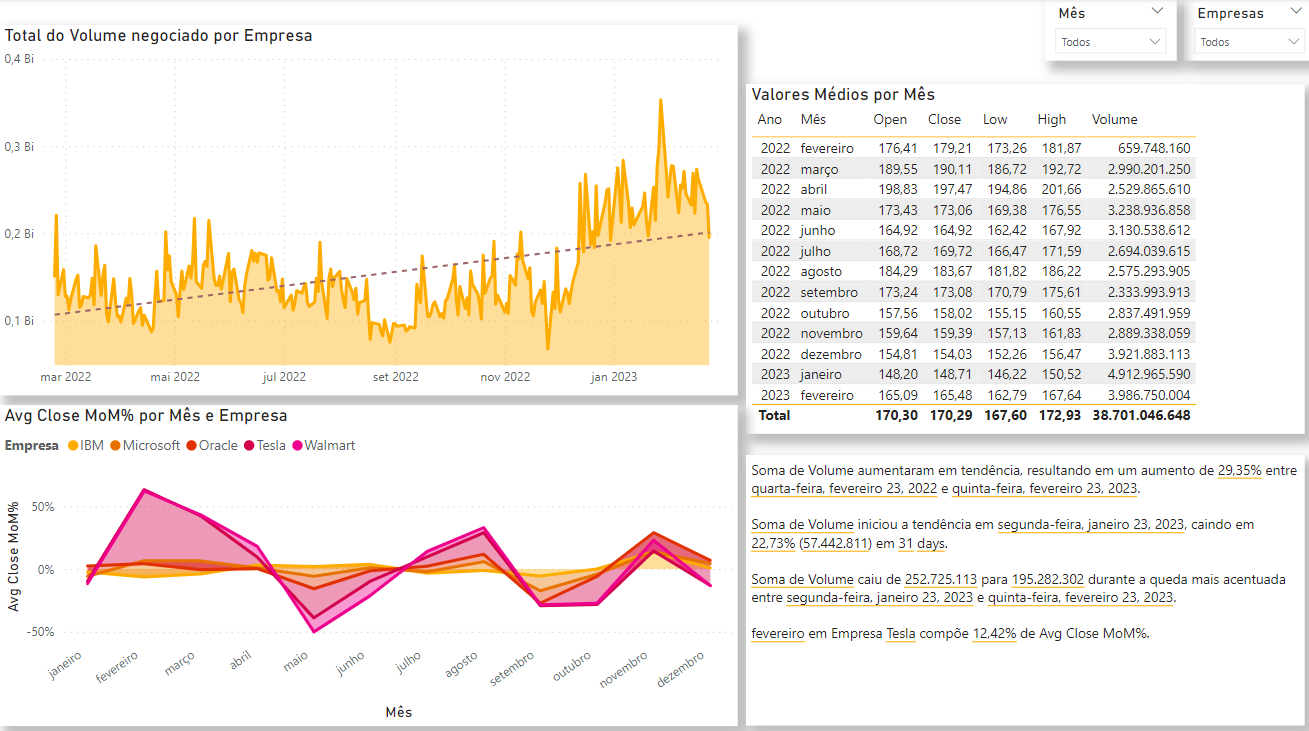 Mês
Todos
Empresas
Todos
Total do Volume negociado por Empresa
0,4 Bi
0,3 Bi
0,2 Bi
0,1 Bi
mar 2022 mai 2022 jul 2022 set 2022 nov 2022 jan 2023
Valores Médios por Mês
Ano Mês Open Close Low High Volume
2022 fevereiro 176,41 179,21 173,26 181,87 659.748.160
2022 março 189,55 190,11 186,72 192,72 2.990.201.250
2022 abril 198,83 197,47 194,86 201,66 2.529.865.610
2022 maio 173,43 173,06 169,38 176,55 3.238.936.858
2022 junho 164,92 164,92 162,42 167,92 3.130.538.612
2022 julho 168,72 169,72 166,47 171,59 2.694.039.615
2022 agosto 184,29 183,67 181,82 186,22 2.575.293.905
2022 setembro 173,24 173,08 170,79 175,61 2.333.993.913
2022 outubro 157,56 158,02 155,15 160,55 2.837.491.959
2022 novembro 159,64 159,39 157,13 161,83 2.889.338.059
2022 dezembro 154,81 154,03 152,26 156,47 3.921.883.113
2023 janeiro 148,20 148,71 146,22 150,52 4.912.965.590
2023 fevereiro 165,09 165,48 162,79 167,64 3.986.750.004
Total 170,30 170,29 167,60 172,93 38.701.046.648
Avg Close MoM% por Mês e Empresa
Empresa IBM Microsoft Oracle Tesla Walmart
Avg Close MoM%
50%
0%
-50%
janeiro fevereiro março abril maio junho julho agosto setembro outubro novembro dezembro
Mês
Soma de Volume aumentaram em tendência, resultando em um aumento de 29,35% entre
quarta-feira, fevereiro 23, 2022 e quinta-feira, fevereiro 23, 2023.
Soma de Volume iniciou a tendência em segunda-feira, janeiro 23, 2023, caindo em
22,73% (57.442.811) em 31 days.
Soma de Volume caiu de 252.725.113 para 195.282.302 durante a queda mais acentuada
entre segunda-feira, janeiro 23, 2023 e quinta-feira, fevereiro 23, 2023.
fevereiro em Empresa Tesla compõe 12,42% de Avg Close MoM%.